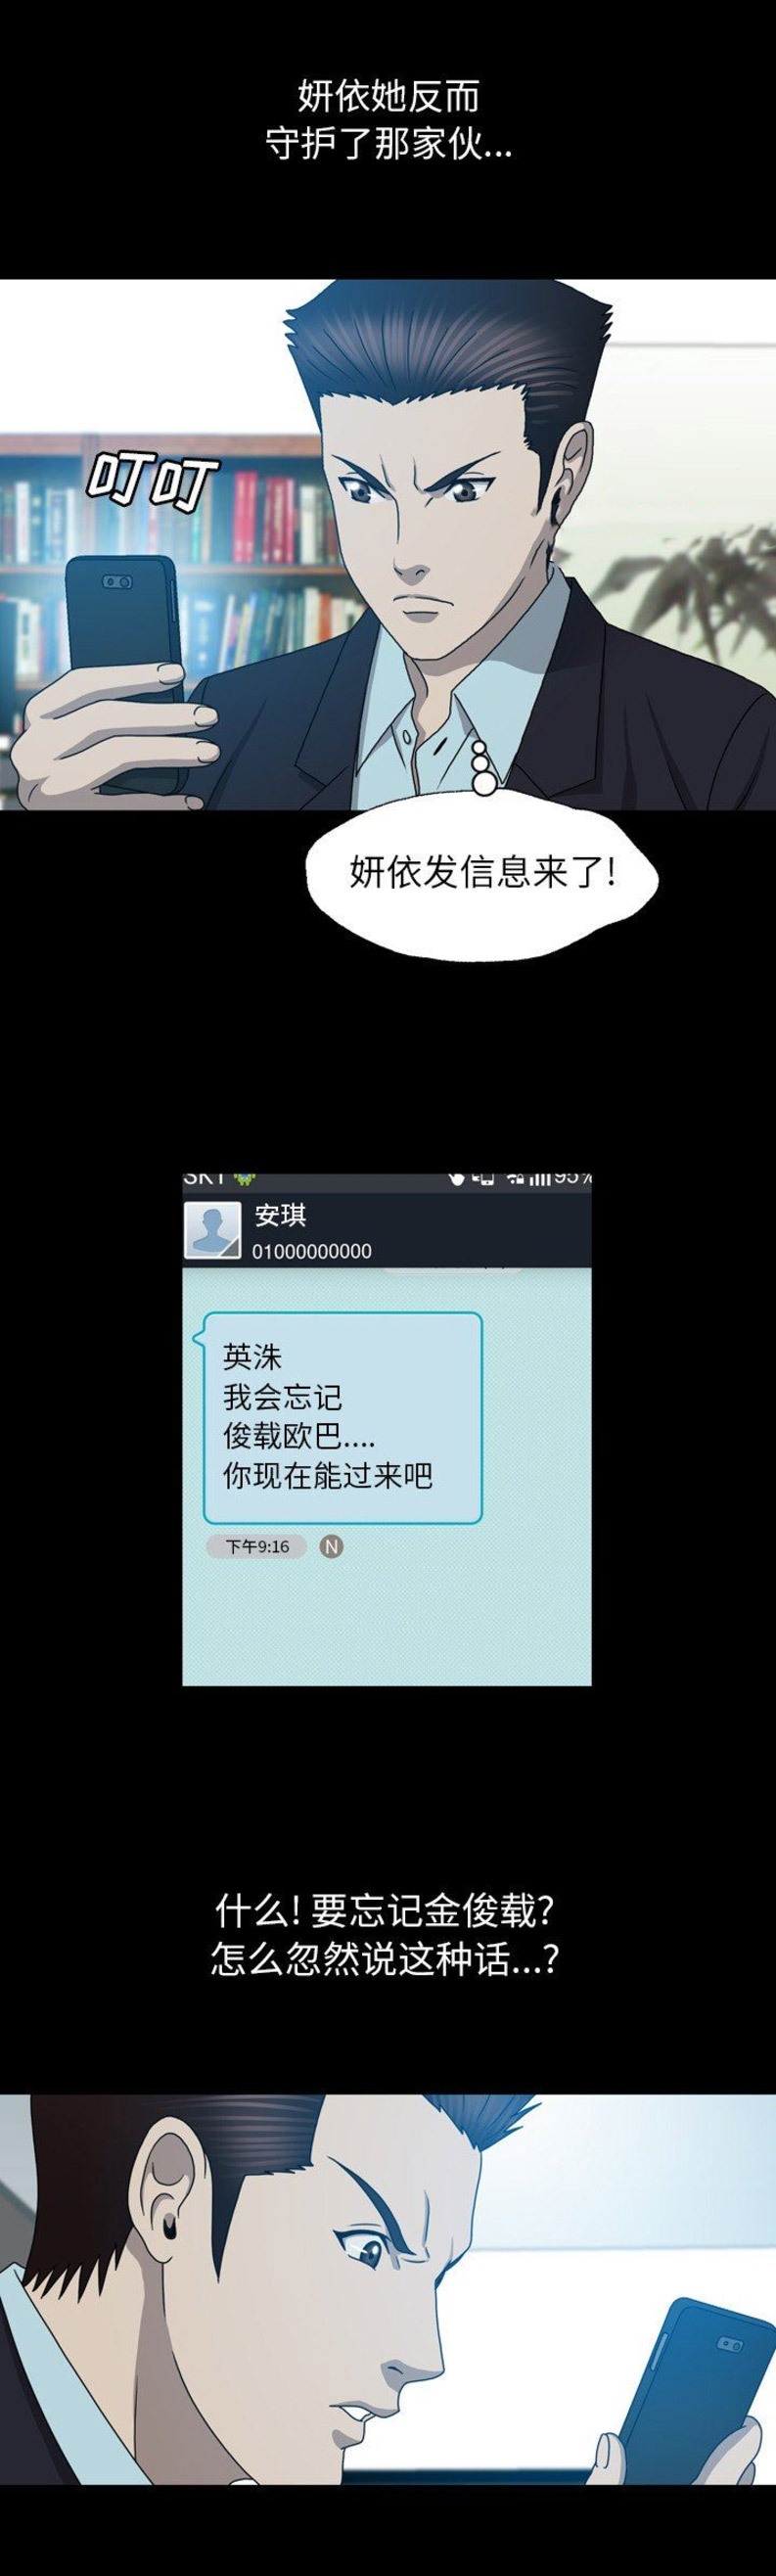 妍依她反而
守护了那家伙...
叮叮
妍依发信息来了!
SKT 95%
安琪
01000000000
英洙
我会忘记
俊载欧巴....
你现在能过来吧
下午9:16 N
什么! 要忘记金俊载?
怎么忽然说这种话...?